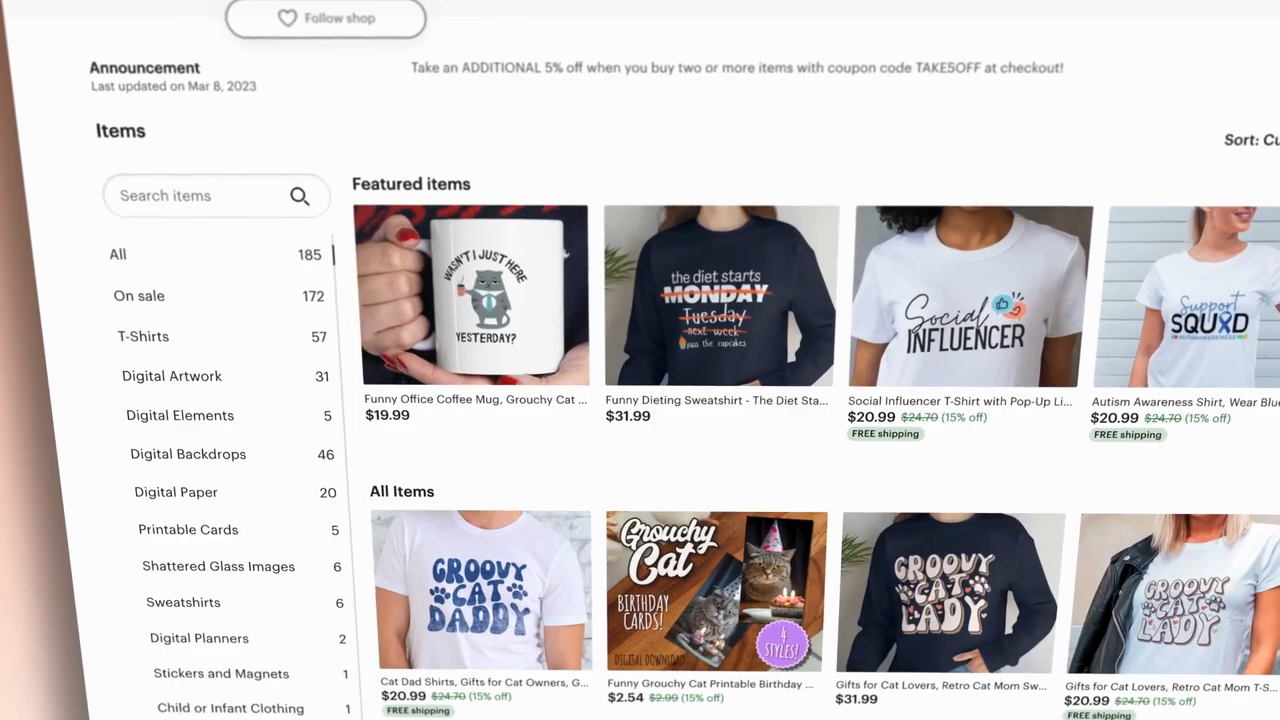 Follow shop
Announcement
Last updated on Mar 8, 2023
Take an ADDITIONAL 5% off when you buy two or more items with coupon code TAKE5OFF at checkout!
Items
Sort: Cu
Search items
All 185
On sale 172
T-Shirts 57
Digital Artwork 31
Digital Elements 5
Digital Backdrops 46
Digital Paper 20
Printable Cards 5
Shattered Glass Images 6
Sweatshirts 6
Digital Planners 2
Stickers and Magnets 1
Child or Infant Clothing 1
Featured items
WASN'T I JUST HERE
YESTERDAY?
Funny Office Coffee Mug, Grouchy Cat ...
$19.99
the diet starts
MONDAY
Tuesday
next week
pass the cupcakes
Funny Dieting Sweatshirt - The Diet Sta...
$31.99
Social
INFLUENCER
Social Influencer T-Shirt with Pop-Up Li...
$20.99 $24.70 (15% off)
FREE shipping
Support
SQUAD
Autism Awareness Shirt, Wear Blue
$20.99 $24.70 (15% off)
FREE shipping
All Items
GROOVY
CAT
DADDY
Cat Dad Shirts, Gifts for Cat Owners, G...
$20.99 $24.70 (15% off)
FREE shipping
Grouchy
Cat
BIRTHDAY
CARDS!
4
STYLES!
DIGITAL DOWNLOAD
Funny Grouchy Cat Printable Birthday ...
$2.54 $2.99 (15% off)
GROOVY
CAT
LADY
Gifts for Cat Lovers, Retro Cat Mom Sw...
$31.99
GROOVY
CAT
LADY
Gifts for Cat Lovers, Retro Cat Mom T-S...
$20.99 $24.70 (15% off)
FREE shipping